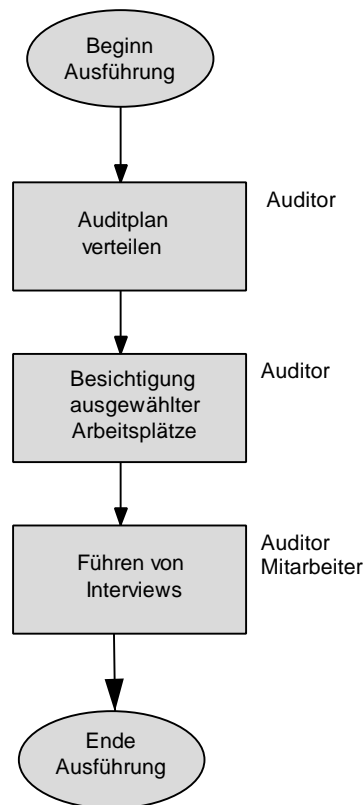 Beginn
Ausführung
Auditplan
verteilen
Auditor
Besichtigung
ausgewählter
Arbeitsplätze
Auditor
Führen von
Interviews
Auditor
Mitarbeiter
Ende
Ausführung